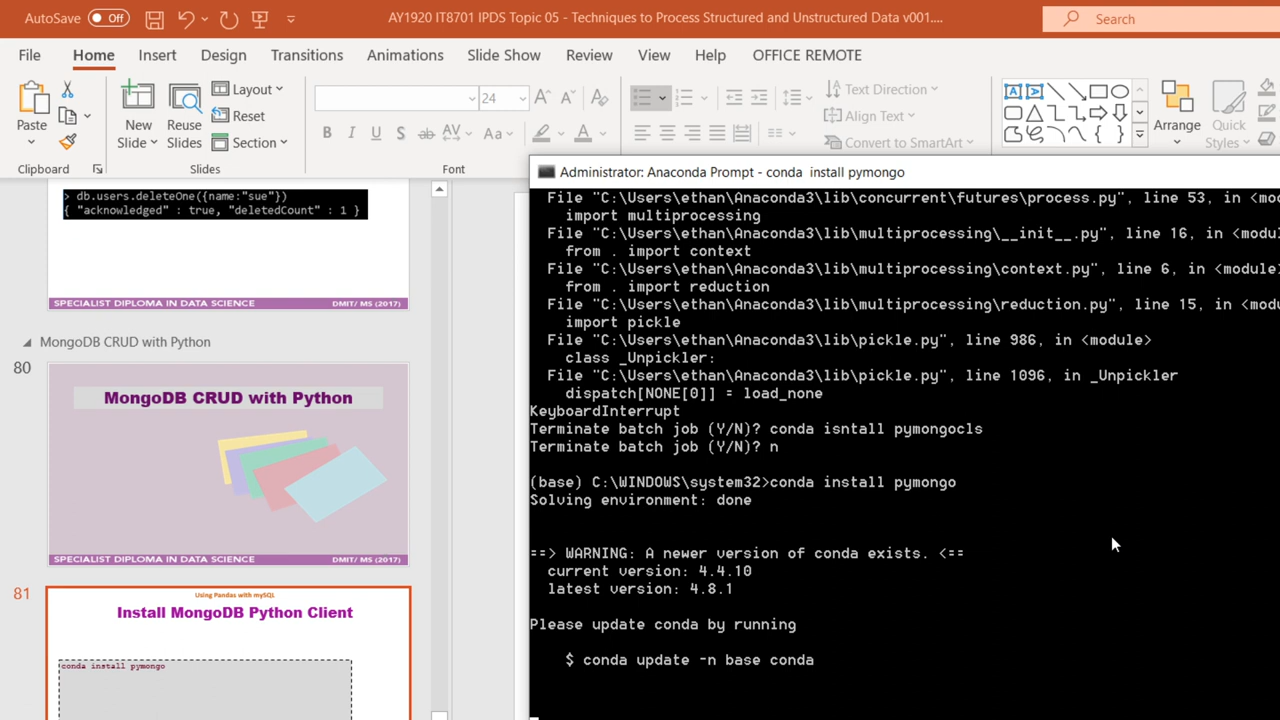 AutoSave Off AY1920 IT8701 IPDS Topic 05 - Techniques to Process Structured and Unstructured Data v001.... Search
File Home Insert Design Transitions Animations Slide Show Review View Help OFFICE REMOTE
Paste
New
Slide
Reuse
Slides
Layout
Reset
Section
24
B I U S ab AV Aa A
Text Direction
Align Text
Convert to SmartArt
Arrange
Quick
Styles
Clipboard Slides Font
> db.users.deleteOne({name:"sue"})
{ "acknowledged" : true, "deletedCount" : 1 }
SPECIALIST DIPLOMA IN DATA SCIENCE DMIT/ MS (2017)
MongoDB CRUD with Python
80
MongoDB CRUD with Python
SPECIALIST DIPLOMA IN DATA SCIENCE DMIT/ MS (2017)
81
Using Pandas with mySQL
Install MongoDB Python Client
conda install pymongo
Administrator: Anaconda Prompt - conda  install pymongo
File "C:\Users\ethan\Anaconda3\lib\concurrent\futures\process.py", line 53, in <mo
import multiprocessing
File "C:\Users\ethan\Anaconda3\lib\multiprocessing\__init__.py", line 16, in <modul
from . import context
File "C:\Users\ethan\Anaconda3\lib\multiprocessing\context.py", line 6, in <module>
from . import reduction
File "C:\Users\ethan\Anaconda3\lib\multiprocessing\reduction.py", line 15, in <mod
import pickle
File "C:\Users\ethan\Anaconda3\lib\pickle.py", line 986, in <module>
class _Unpickler:
File "C:\Users\ethan\Anaconda3\lib\pickle.py", line 1096, in _Unpickler
dispatch[NONE[0]] = load_none
KeyboardInterrupt
Terminate batch job (Y/N)? conda isntall pymongocls
Terminate batch job (Y/N)? n
(base) C:\WINDOWS\system32>conda install pymongo
Solving environment: done
==> WARNING: A newer version of conda exists. <==
current version: 4.4.10
latest version: 4.8.1
Please update conda by running
$ conda update -n base conda